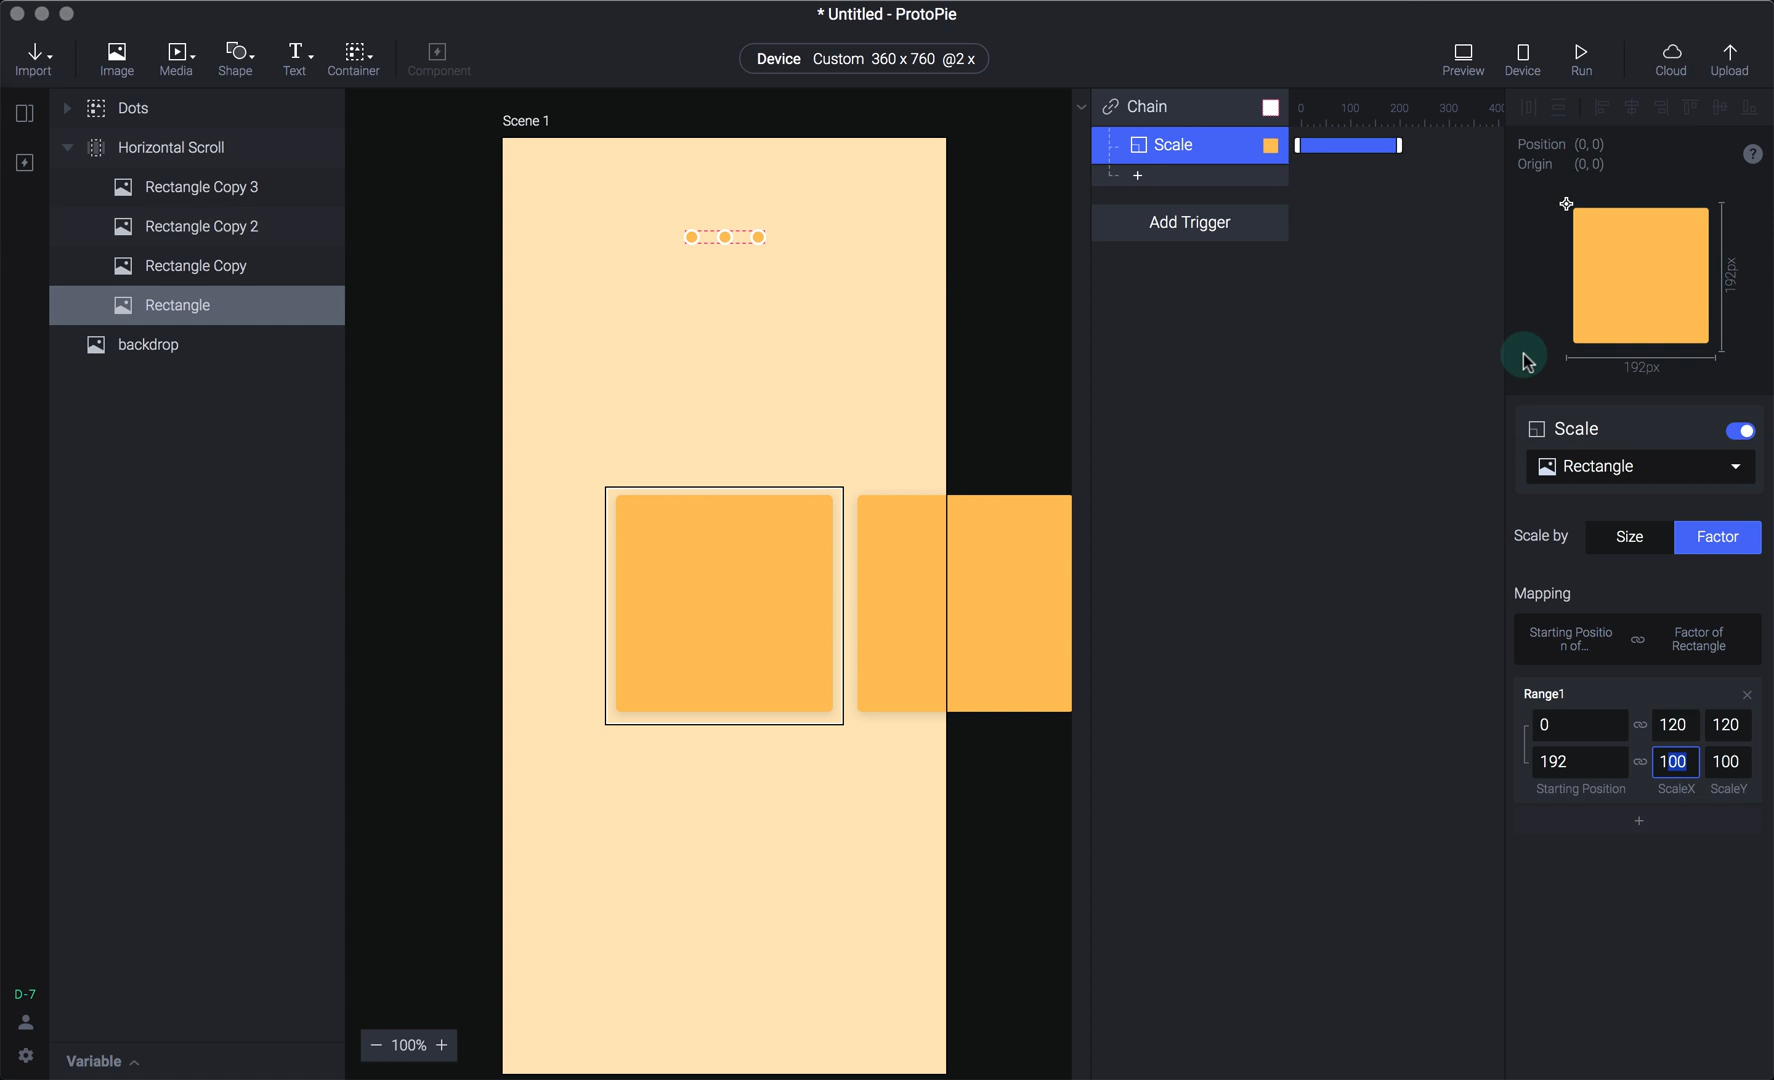 * Untitled - ProtoPie
Import
Image
Media
Shape
Text
Container
Component
Device Custom 360 x 760 @2 x
Preview
Device
Run
Cloud
Upload
Dots
Horizontal Scroll
Rectangle Copy 3
Rectangle Copy 2
Rectangle Copy
Rectangle
backdrop
D-7
Variable
Scene 1
100%
Chain
0 100 200 300 400
Scale
Add Trigger
Position (0, 0)
Origin (0, 0)
?
192px
192px
Scale
Rectangle
Scale by Size Factor
Mapping
Starting Positio
n of...
Factor of
Rectangle
Range1
0 120 120
192 100 100
Starting Position ScaleX ScaleY